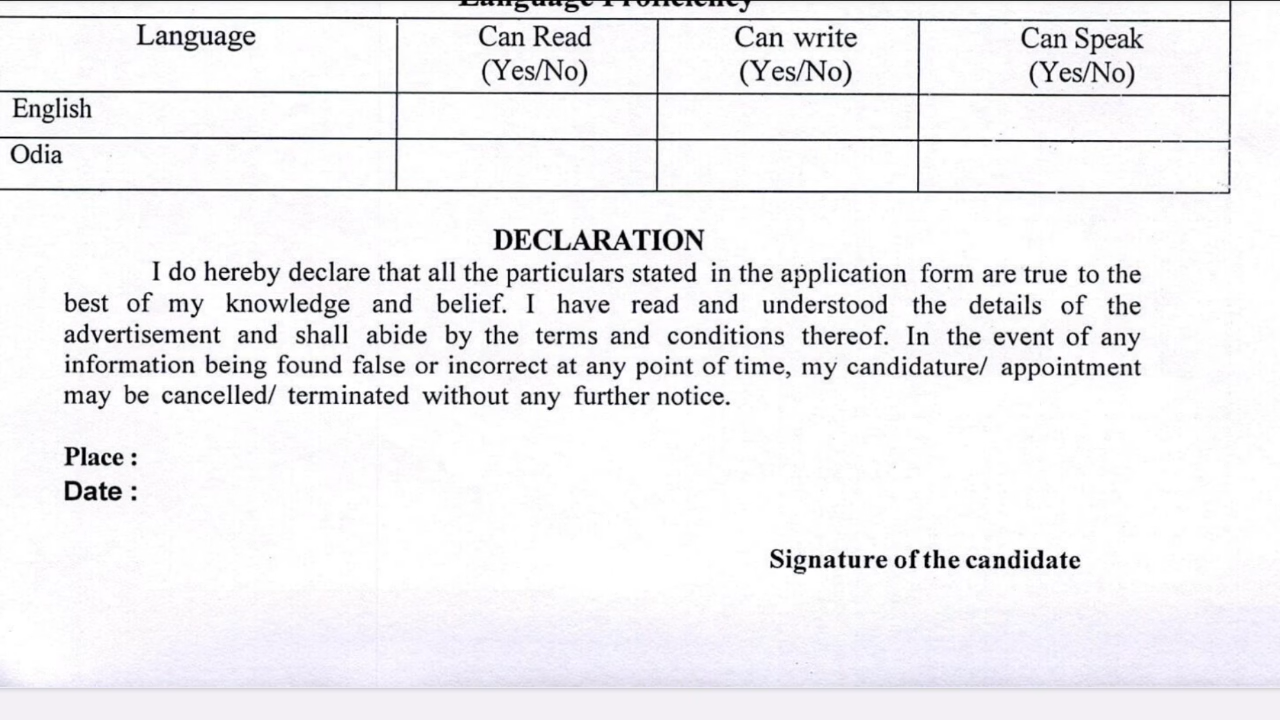 Language Proficiency
Language Can Read Can write Can Speak
(Yes/No) (Yes/No) (Yes/No)
English
Odia
DECLARATION
I do hereby declare that all the particulars stated in the application form are true to the
best of my knowledge and belief. I have read and understood the details of the
advertisement and shall abide by the terms and conditions thereof. In the event of any
information being found false or incorrect at any point of time, my candidature/ appointment
may be cancelled/ terminated without any further notice.
Place :
Date :
Signature of the candidate